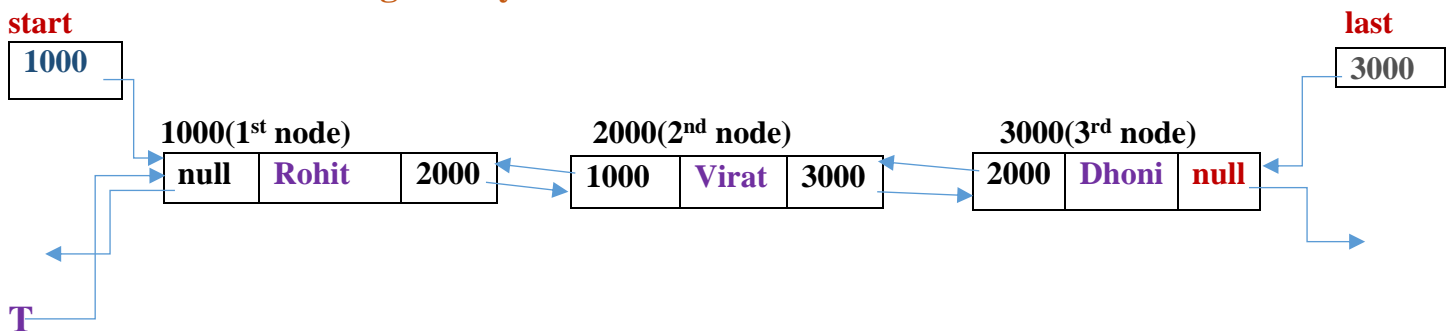 start last
1000 3000
1000(1st node) 2000(2nd node) 3000(3rd node)
null Rohit 2000 1000 Virat 3000 2000 Dhoni null
T